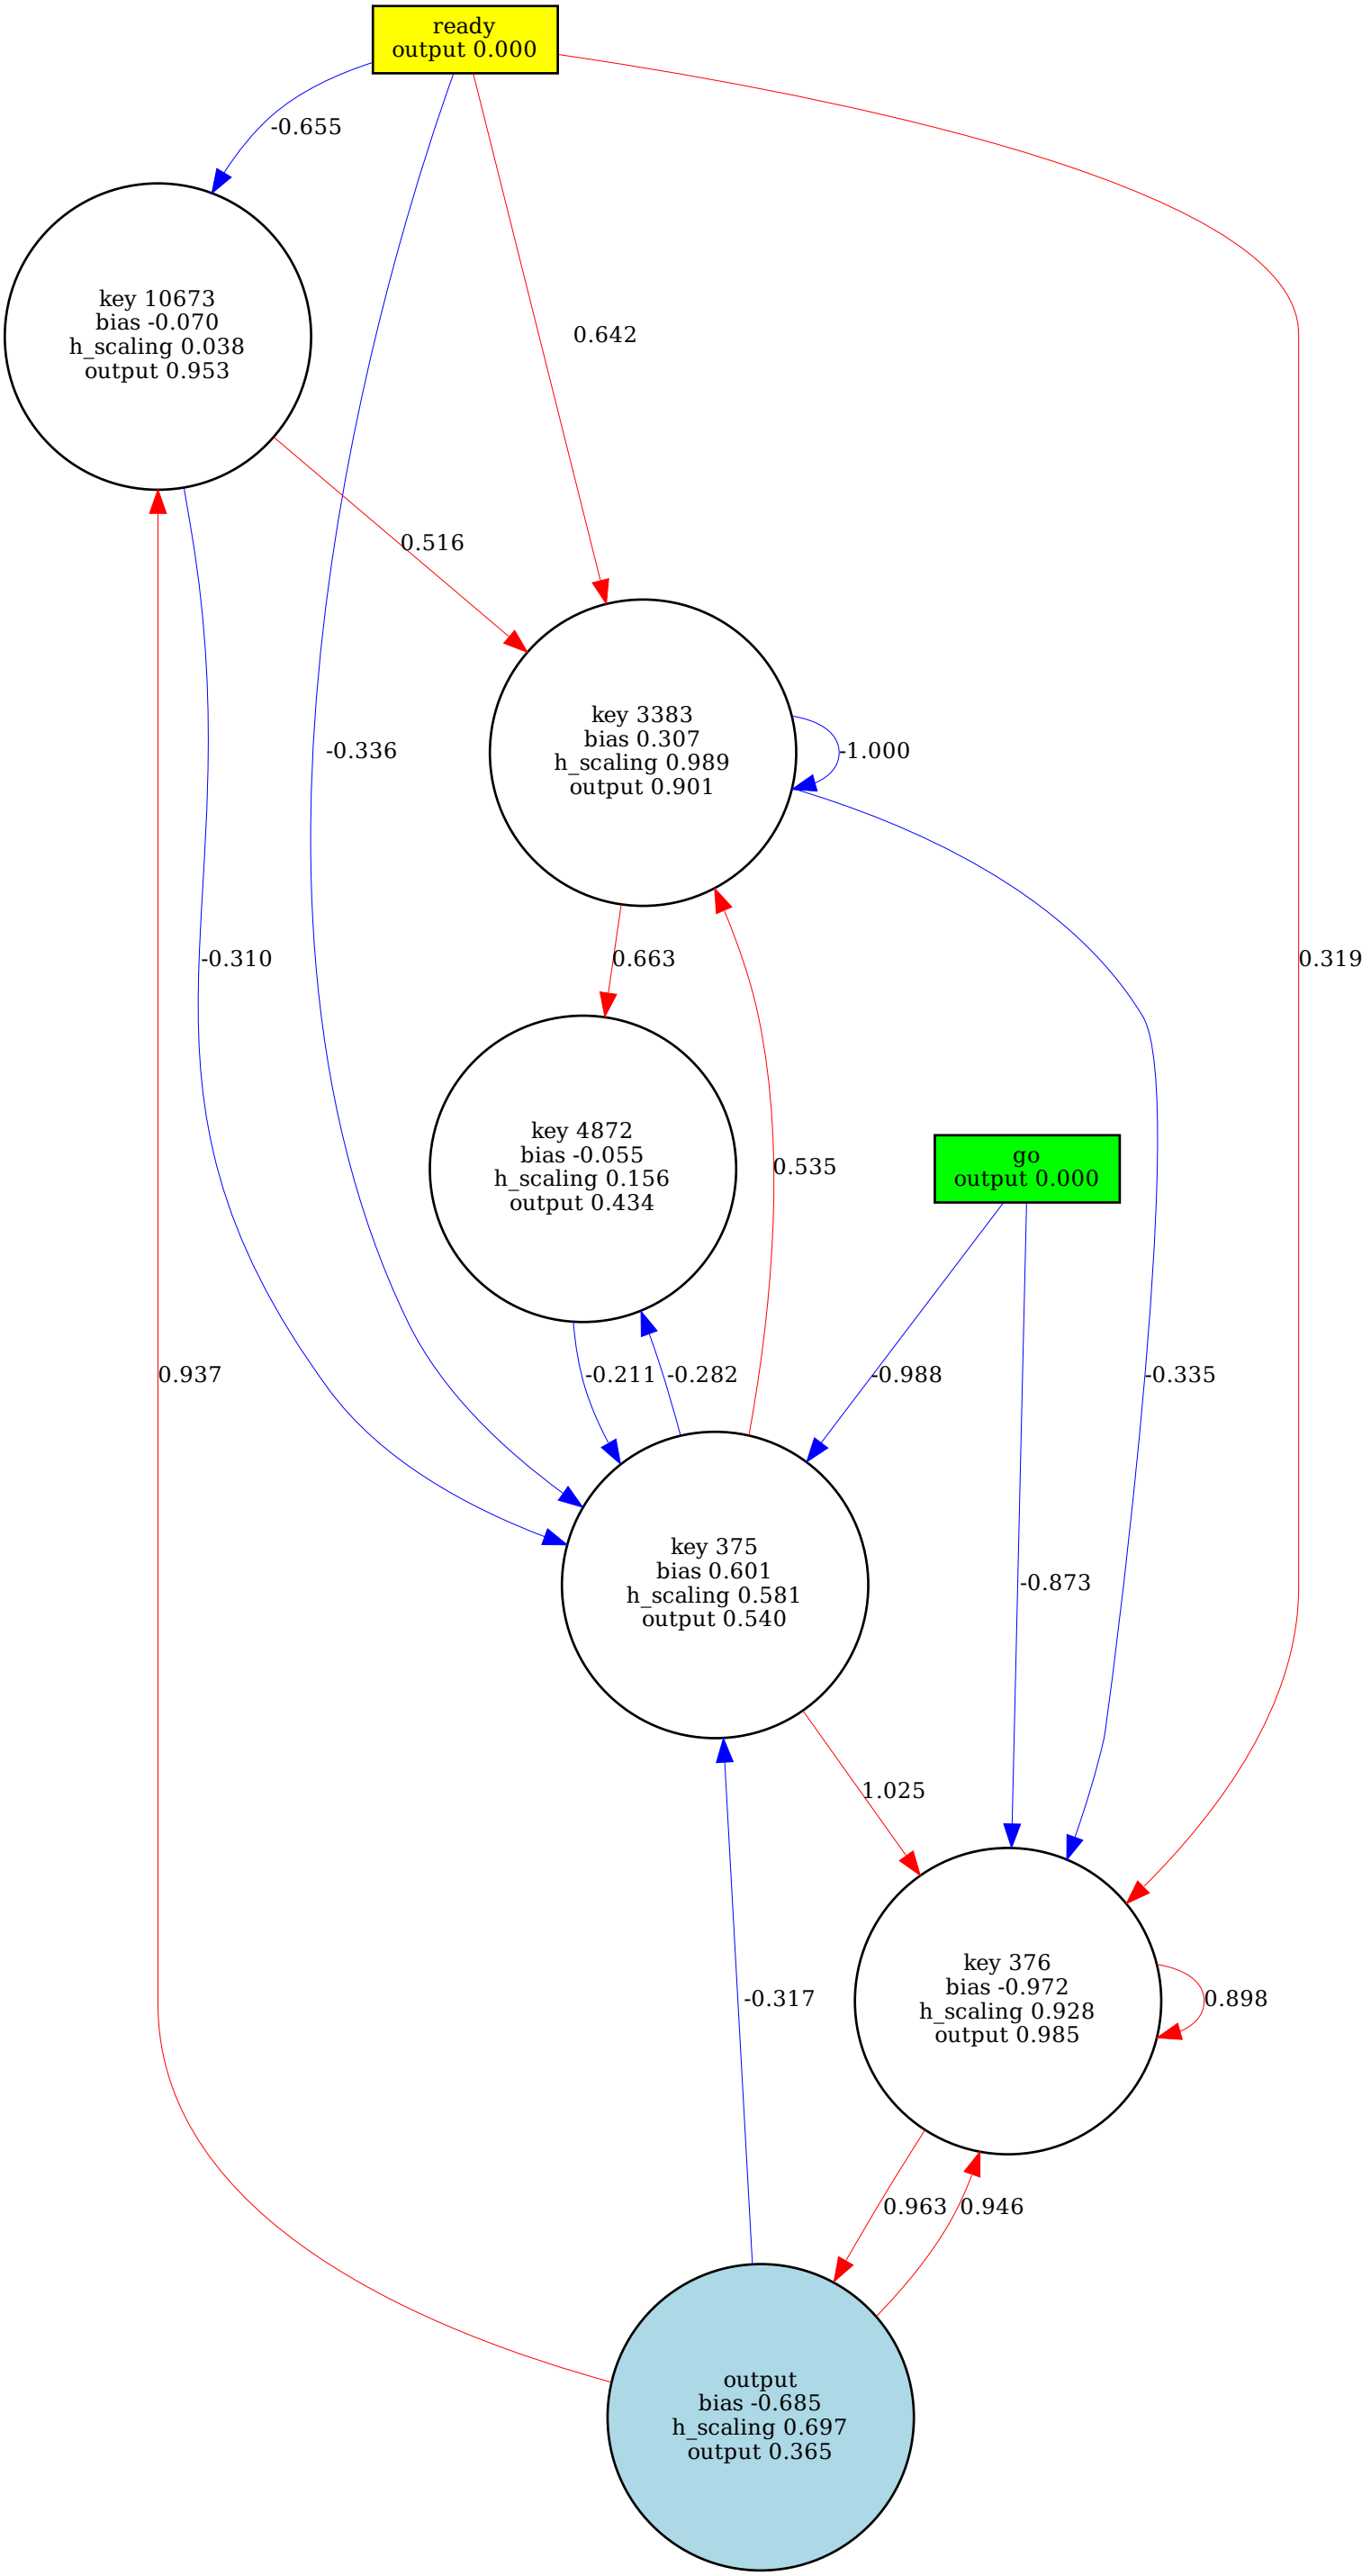 ready
output 0.000
-0.655
key 10673
bias -0.070
h_scaling 0.038
output 0.953
0.642
0.516
key 3383
bias 0.307
h_scaling 0.989
output 0.901
-0.336
-1.000
-0.310
0.663
0.319
key 4872
bias -0.055
h_scaling 0.156
output 0.434
go
output 0.000
0.535
0.937
-0.211
-0.282
-0.988
-0.335
key 375
bias 0.601
h_scaling 0.581
output 0.540
-0.873
1.025
key 376
bias -0.972
h_scaling 0.928
output 0.985
-0.317
0.898
0.963
0.946
output
bias -0.685
h_scaling 0.697
output 0.365